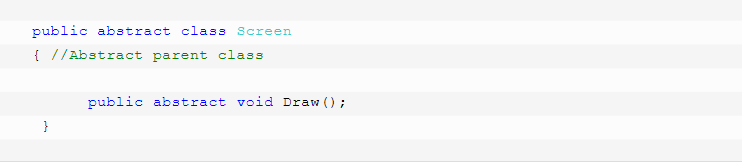 public abstract class Screen
{ //Abstract parent class
public abstract void Draw();
}